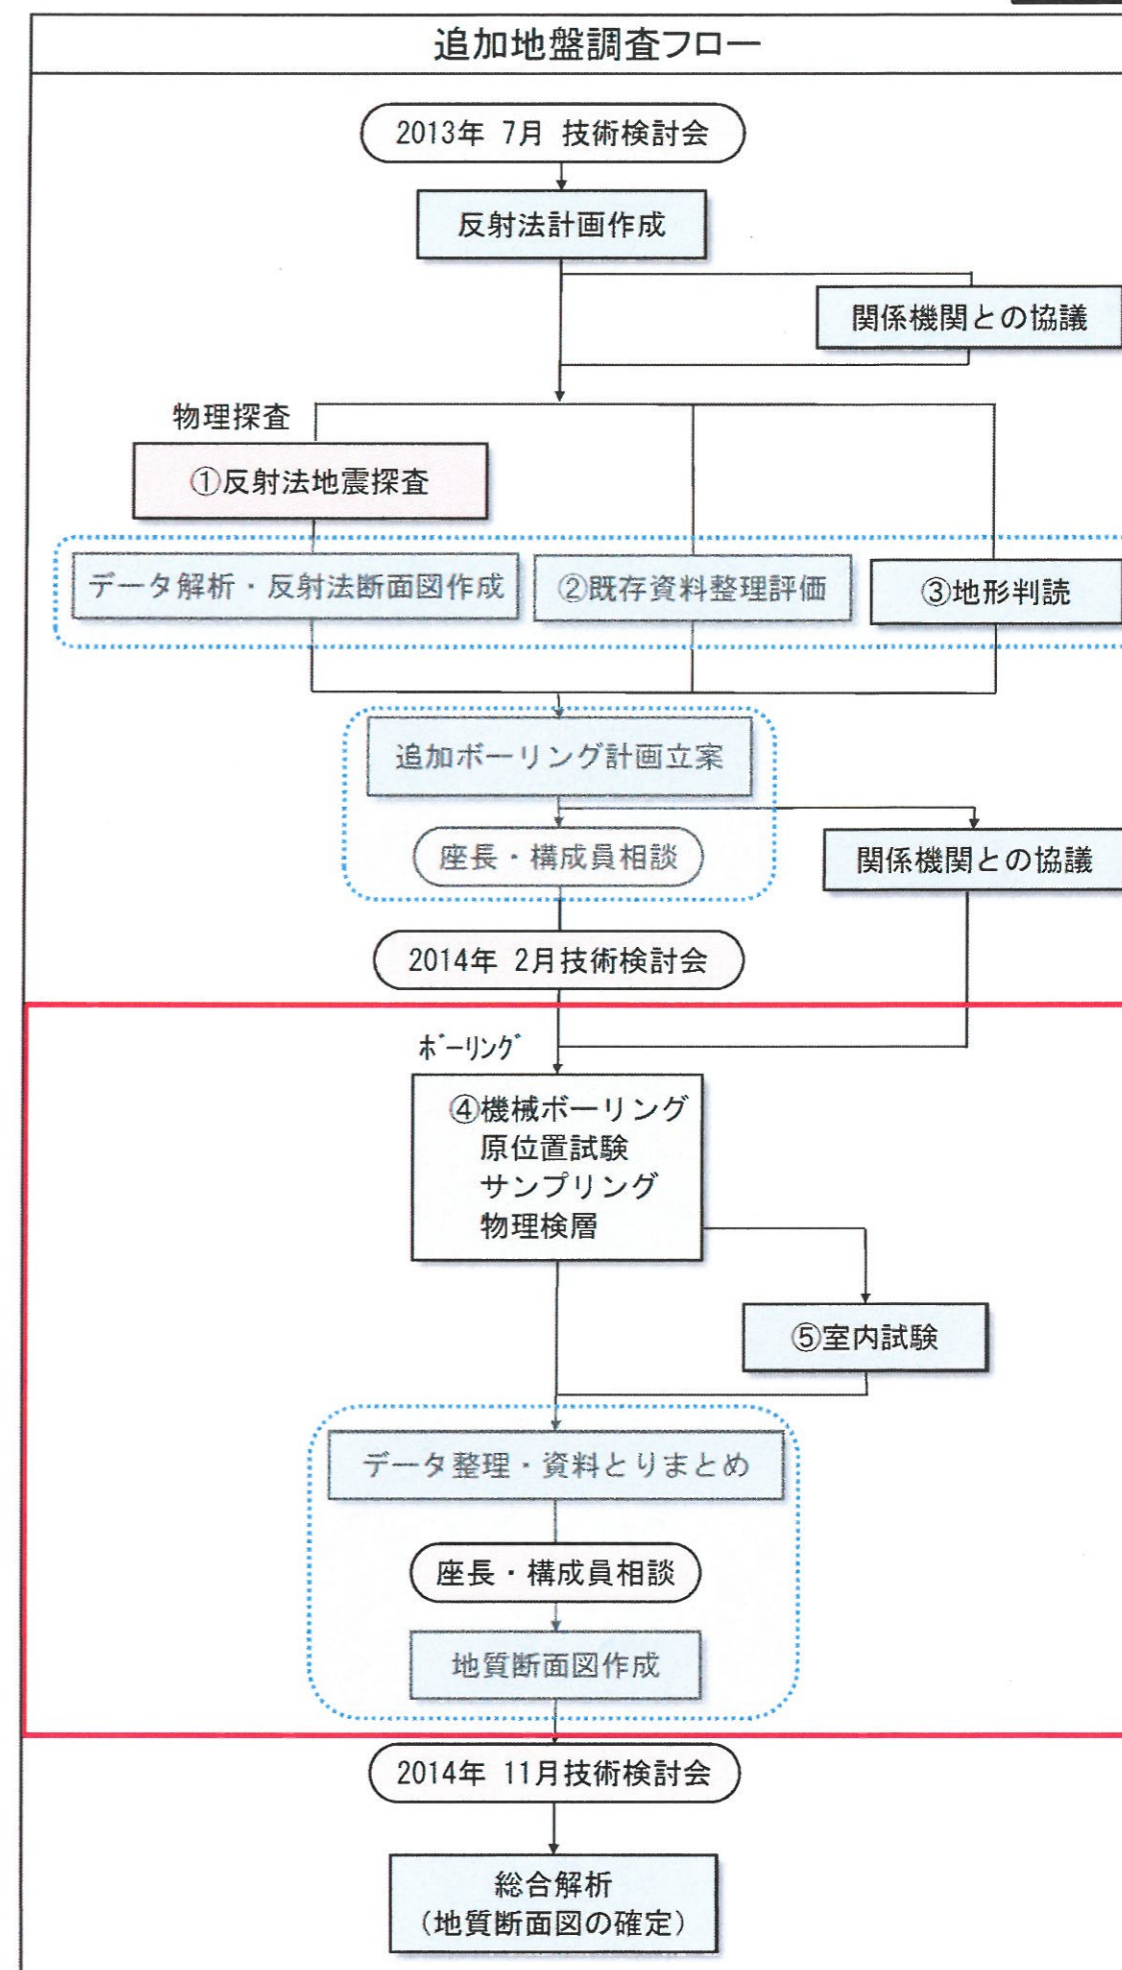 追加地盤調査フロー
2013年 7月 技術検討会
反射法計画作成
関係機関との協議
物理探査
①反射法地震探査
データ解析・反射法断面図作成
②既存資料整理評価
③地形判読
追加ボーリング計画立案
座長・構成員相談
関係機関との協議
2014年 2月技術検討会
ボーリング
④機械ボーリング
原位置試験
サンプリング
物理検層
⑤室内試験
データ整理・資料とりまとめ
座長・構成員相談
地質断面図作成
2014年 11月技術検討会
総合解析
(地質断面図の確定)